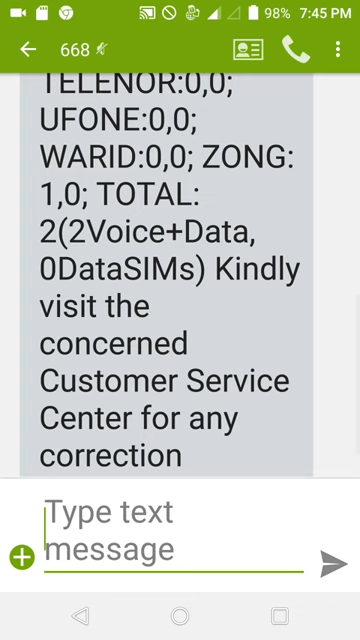 98% 7:45 PM
668
TELENOR:0,0;
UFONE:0,0;
WARID:0,0; ZONG:
1,0; TOTAL:
2(2Voice+Data,
0DataSIMs) Kindly
visit the
concerned
Customer Service
Center for any
correction
Type text
message